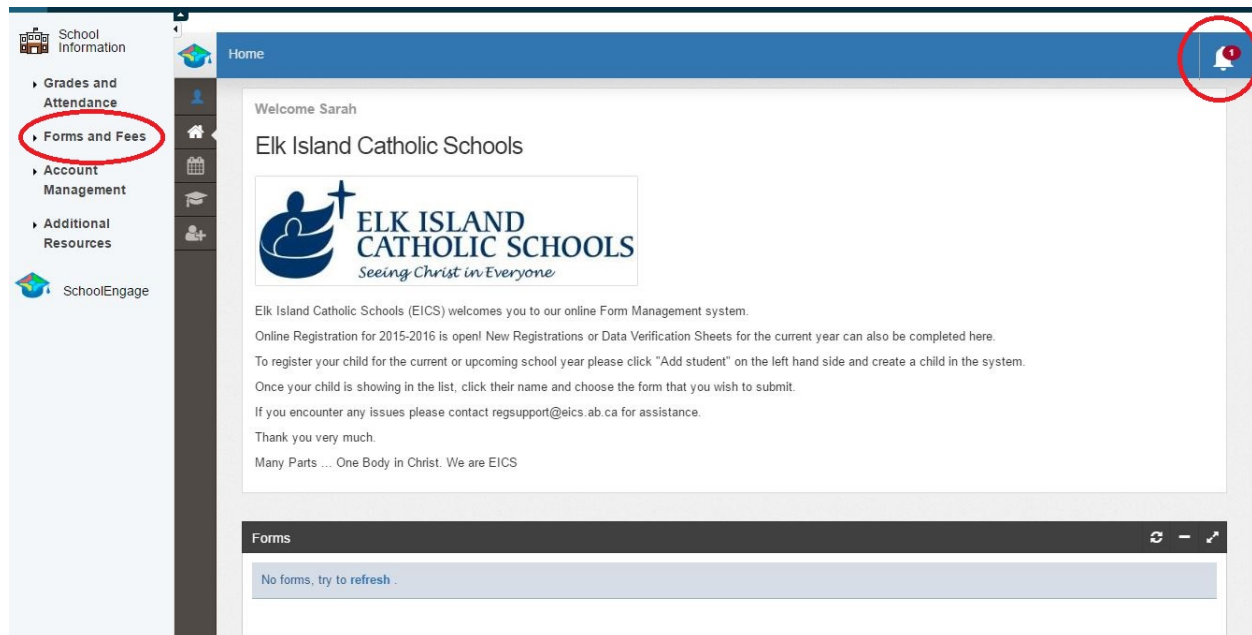 School
Information
Grades and
Attendance
Forms and Fees
Account
Management
Additional
Resources
SchoolEngage
Home
1
Welcome Sarah
Elk Island Catholic Schools
ELK ISLAND
CATHOLIC SCHOOLS
Seeing Christ in Everyone
Elk Island Catholic Schools (EICS) welcomes you to our online Form Management system.
Online Registration for 2015-2016 is open! New Registrations or Data Verification Sheets for the current year can also be completed here.
To register your child for the current or upcoming school year please click "Add student" on the left hand side and create a child in the system.
Once your child is showing in the list, click their name and choose the form that you wish to submit.
If you encounter any issues please contact regsupport@eics.ab.ca for assistance.
Thank you very much.
Many Parts ... One Body in Christ. We are EICS
Forms
No forms, try to refresh .